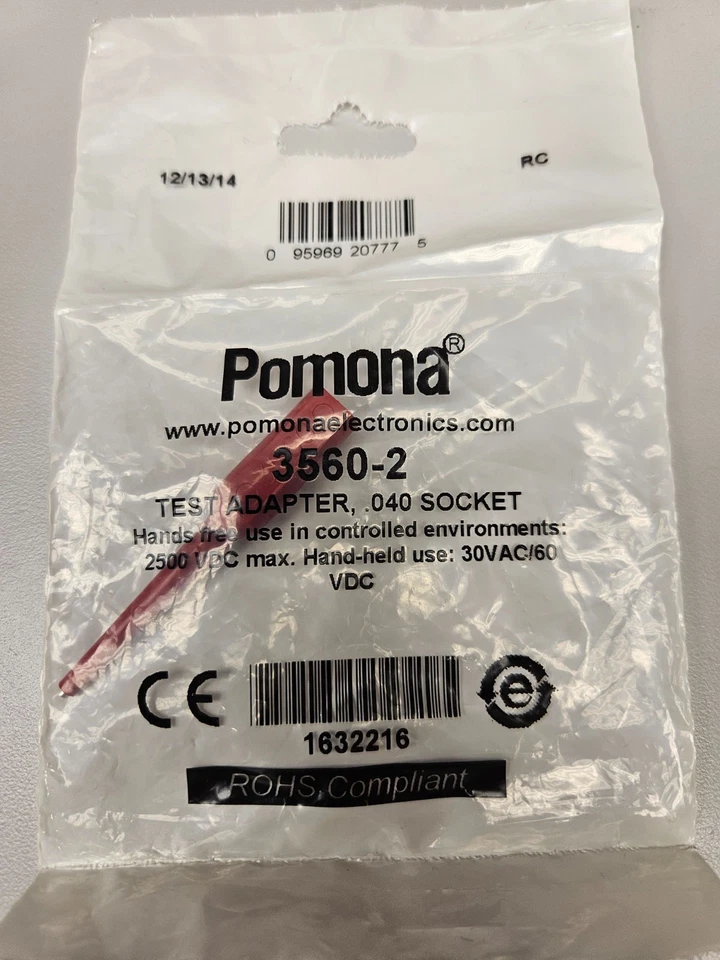 12/13/14
RC
0 95969 20777 5
Pomona®
www.pomonaelectronics.com
3560-2
TEST ADAPTER, .040 SOCKET
Hands free use in controlled environments:
2500 VDC max. Hand-held use: 30VAC/60
VDC
CE
e
1632216
ROHS Compliant